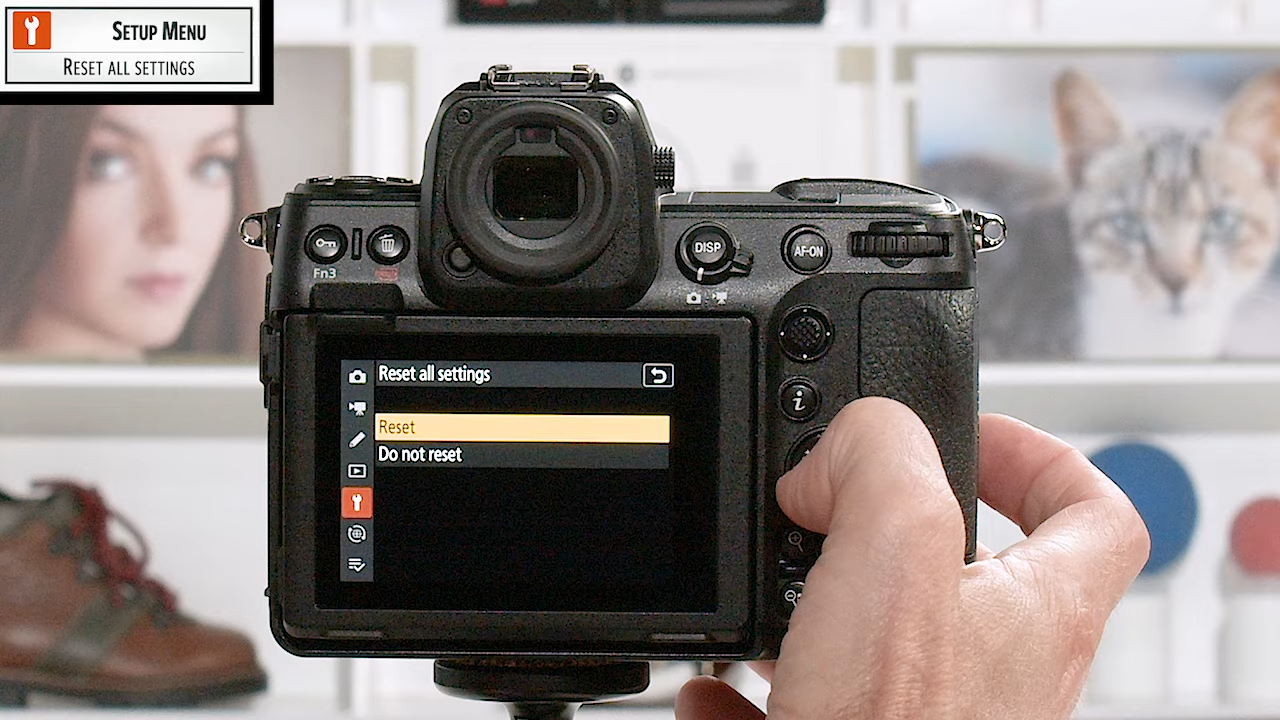 SETUP MENU
RESET ALL SETTINGS
DISP
AF-ON
Fn3
i
Reset all settings
Reset
Do not reset